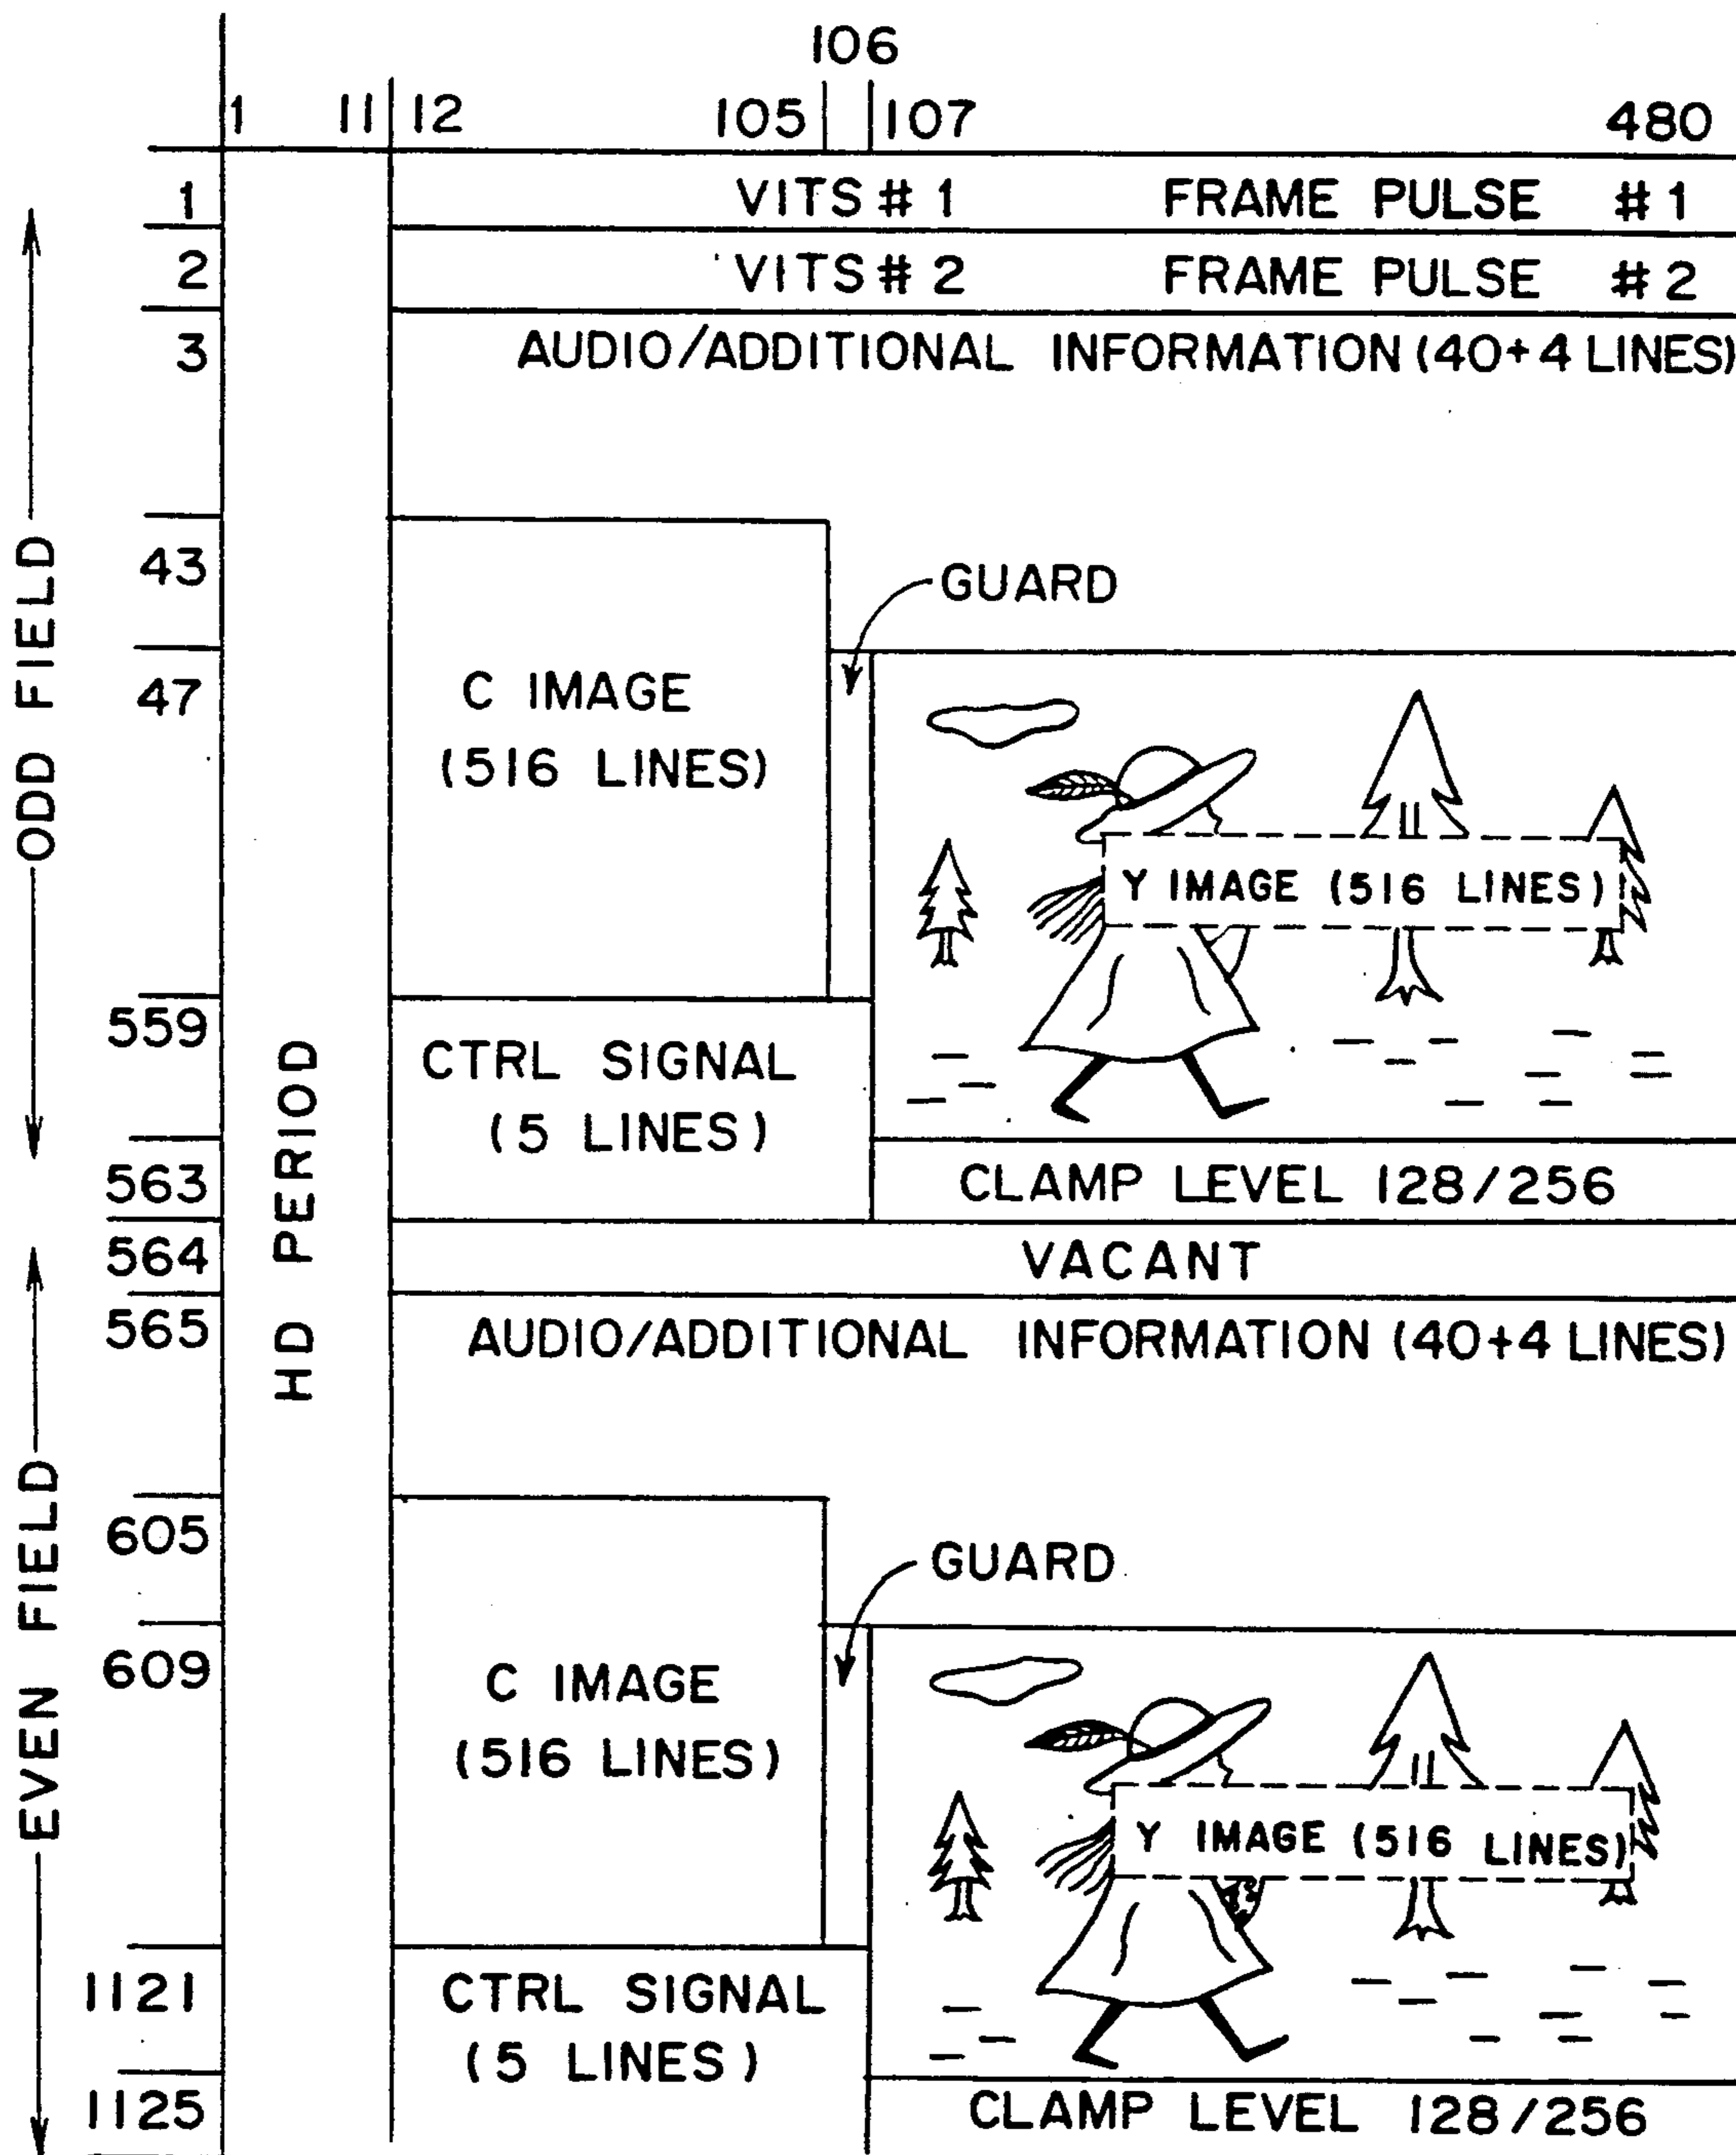 106
1 11 12 105 107 480
1 VITS # 1 FRAME PULSE # 1
2 VITS # 2 FRAME PULSE # 2
3 AUDIO/ADDITIONAL INFORMATION (40+4 LINES)
43
GUARD
47
C IMAGE
(516 LINES)
Y IMAGE (516 LINES)
ODD FIELD
559
CTRL SIGNAL
(5 LINES)
563
CLAMP LEVEL 128/256
HD PERIOD
564 VACANT
565 AUDIO/ADDITIONAL INFORMATION (40+4 LINES)
605
GUARD
609
C IMAGE
(516 LINES)
Y IMAGE (516 LINES)
EVEN FIELD
1121
CTRL SIGNAL
(5 LINES)
1125
CLAMP LEVEL 128/256